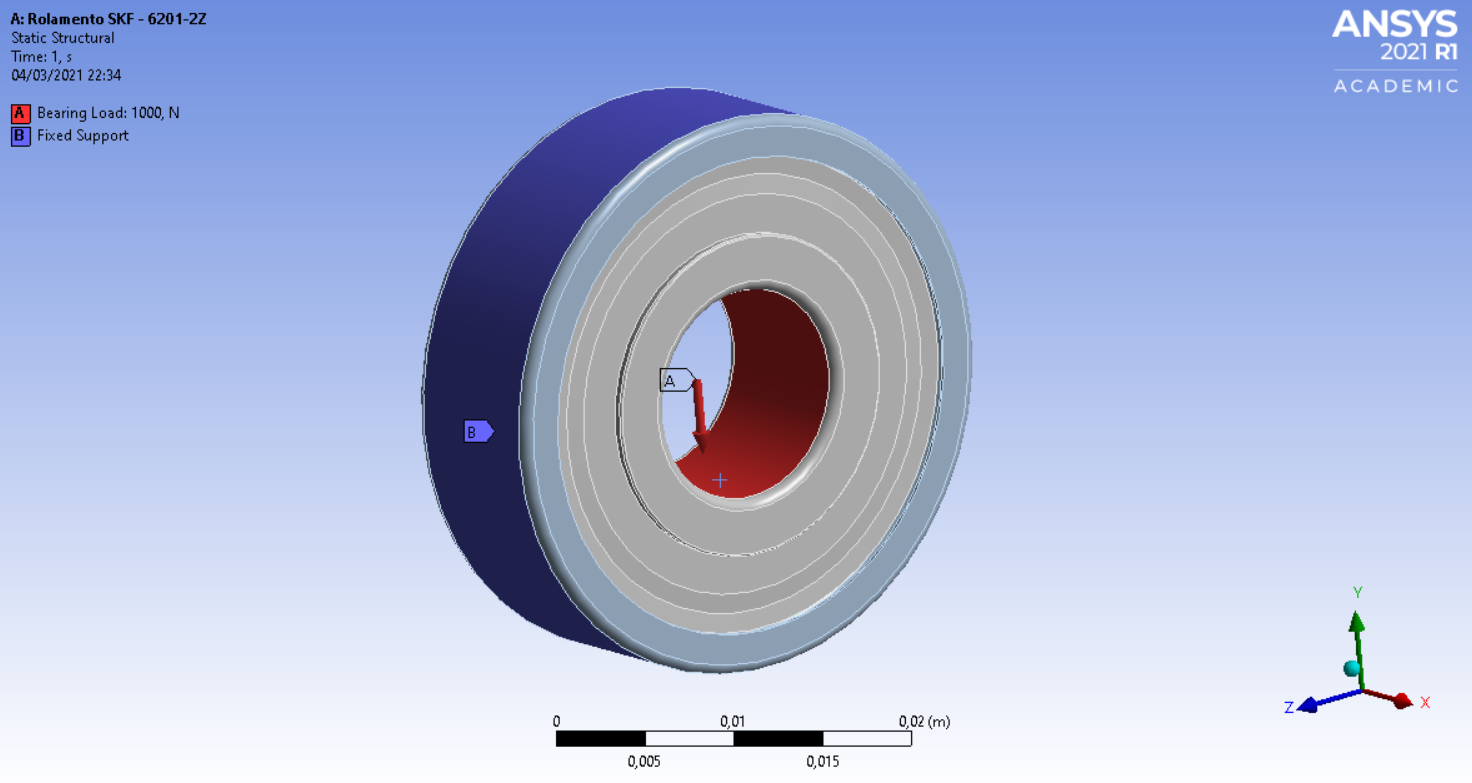 A: Rolamento SKF - 6201-2Z
Static Structural
Time: 1, s
04/03/2021 22:34
A Bearing Load: 1000, N
B Fixed Support
ANSYS
2021 R1
ACADEMIC
A
B
Y
Z
X
0
0,01
0,02 (m)
0,005
0,015